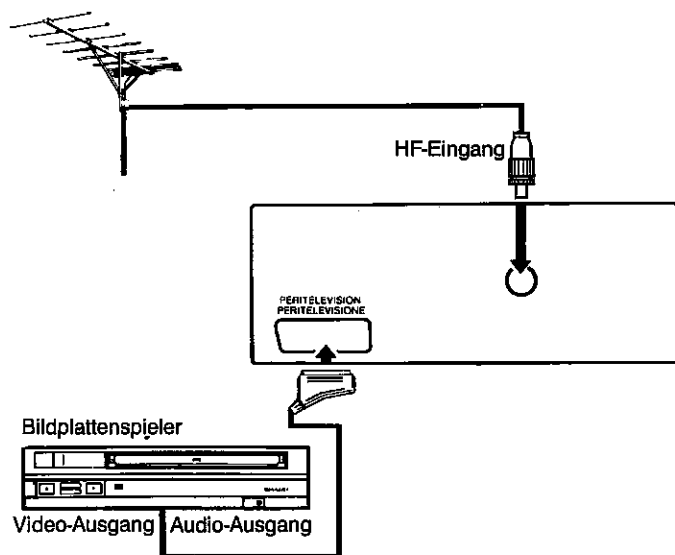 HF-Eingang
PERITELEVISION
PERITELEVISIONE
Bildplattenspieler
Video-Ausgang Audio-Ausgang